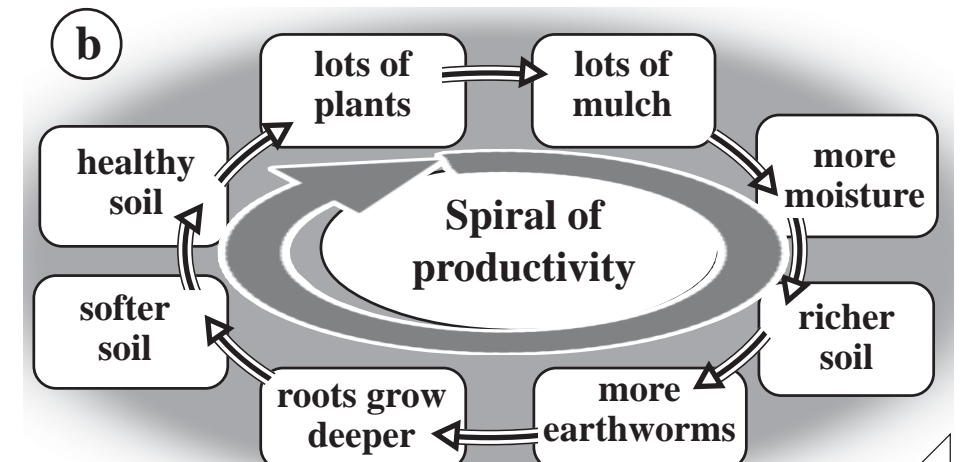 b
lots of
plants
lots of
mulch
healthy
soil
more
moisture
Spiral of
productivity
softer
soil
richer
soil
roots grow
deeper
more
earthworms